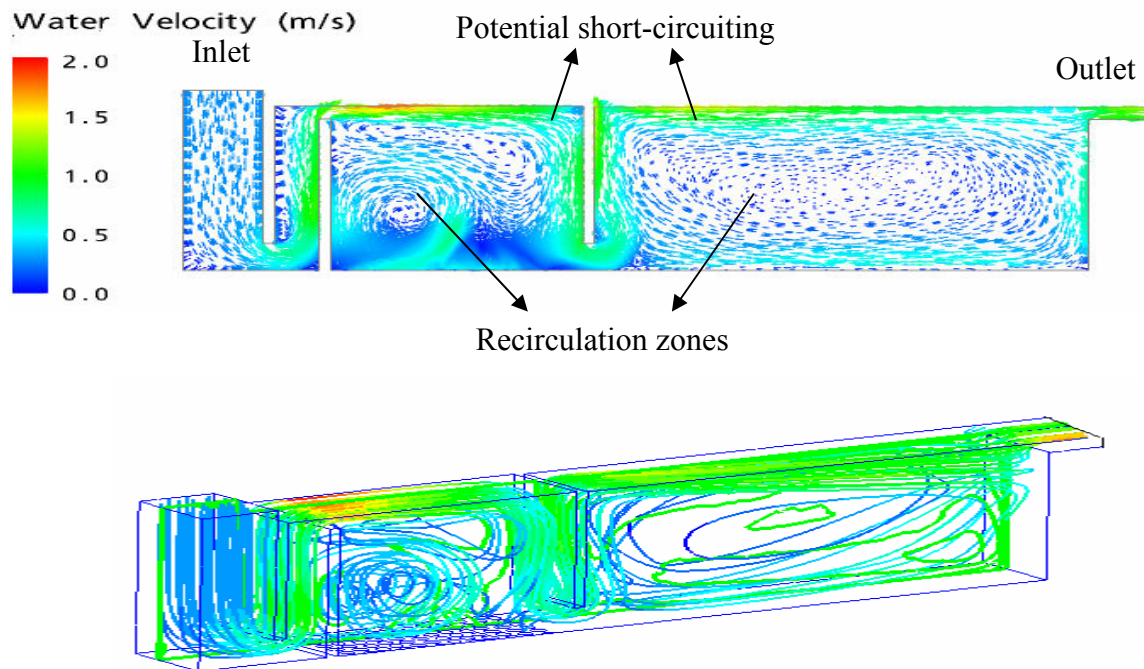 Water Velocity (m/s)
Inlet
Potential short-circuiting
Outlet
2.0
1.5
1.0
0.5
0.0
Recirculation zones